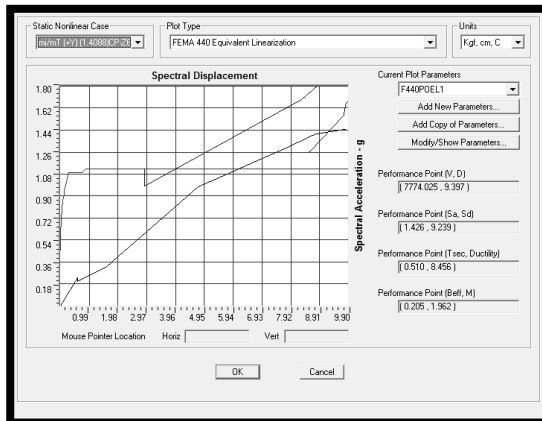 Static Nonlinear Case
Plot Type
FEMA 440 Equivalent Linearization
Units
Kgf, cm, C
Spectral Displacement
1.80
1.62
1.44
1.26
1.08
0.90
0.72
0.54
0.36
0.18
0.99 1.98 2.97 3.96 4.95 5.94 6.93 7.92 8.91 9.90
Spectral Acceleration - g
Mouse Pointer Location Horiz Vert
Current Plot Parameters
F440POEL1
Add New Parameters...
Add Copy of Parameters...
Modify/Show Parameters...
Performance Point (V, D)
( 7774.025 , 9.397 )
Performance Point (Sa, Sd)
( 1.426 , 9.239 )
Performance Point (Tsec, Ductility)
( 0.510 , 8.456 )
Performance Point (Beff, M)
( 0.205 , 1.962 )
OK
Cancel